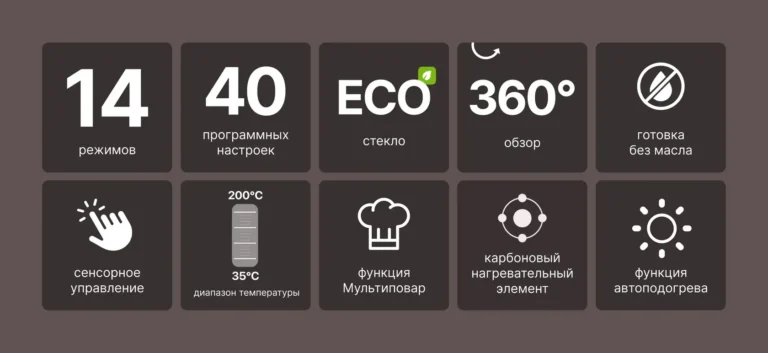 14
режимов
40
программных
настроек
ECO
стекло
360°
обзор
готовка
без масла
сенсорное
управление
200°C
35°C
диапазон температуры
функция
Мультиповар
карбоновый
нагревательный
элемент
функция
автоподогрева